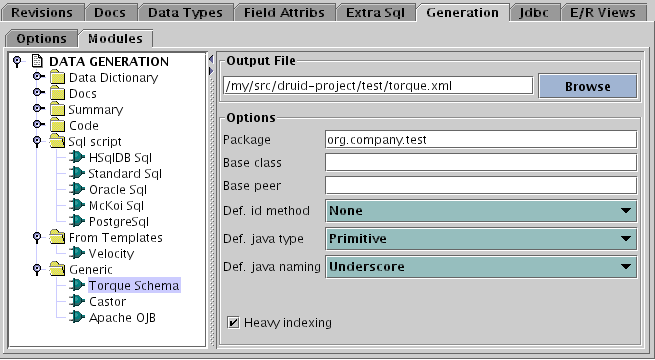 Revisions Docs Data Types Field Attribs Extra Sql Generation Jdbc E/R Views
Options Modules
DATA GENERATION
Data Dictionary
Docs
Summary
Code
Sql script
HSqlDB Sql
Standard Sql
Oracle Sql
McKoi Sql
PostgreSql
From Templates
Velocity
Generic
Torque Schema
Castor
Apache OJB
Output File
/my/src/druid-project/test/torque.xml Browse
Options
Package org.company.test
Base class
Base peer
Def. id method None
Def. java type Primitive
Def. java naming Underscore
Heavy indexing